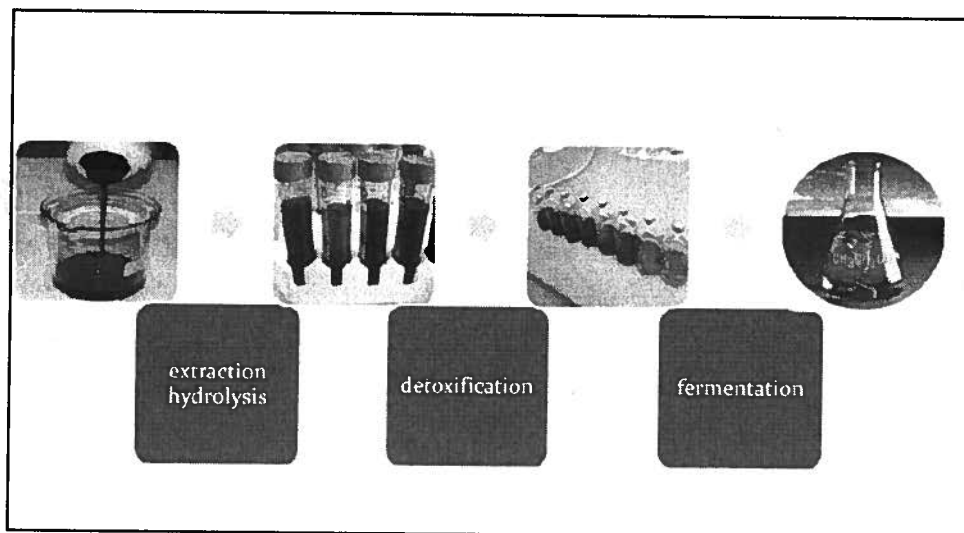 extraction
hydrolysis
detoxification
fermentation